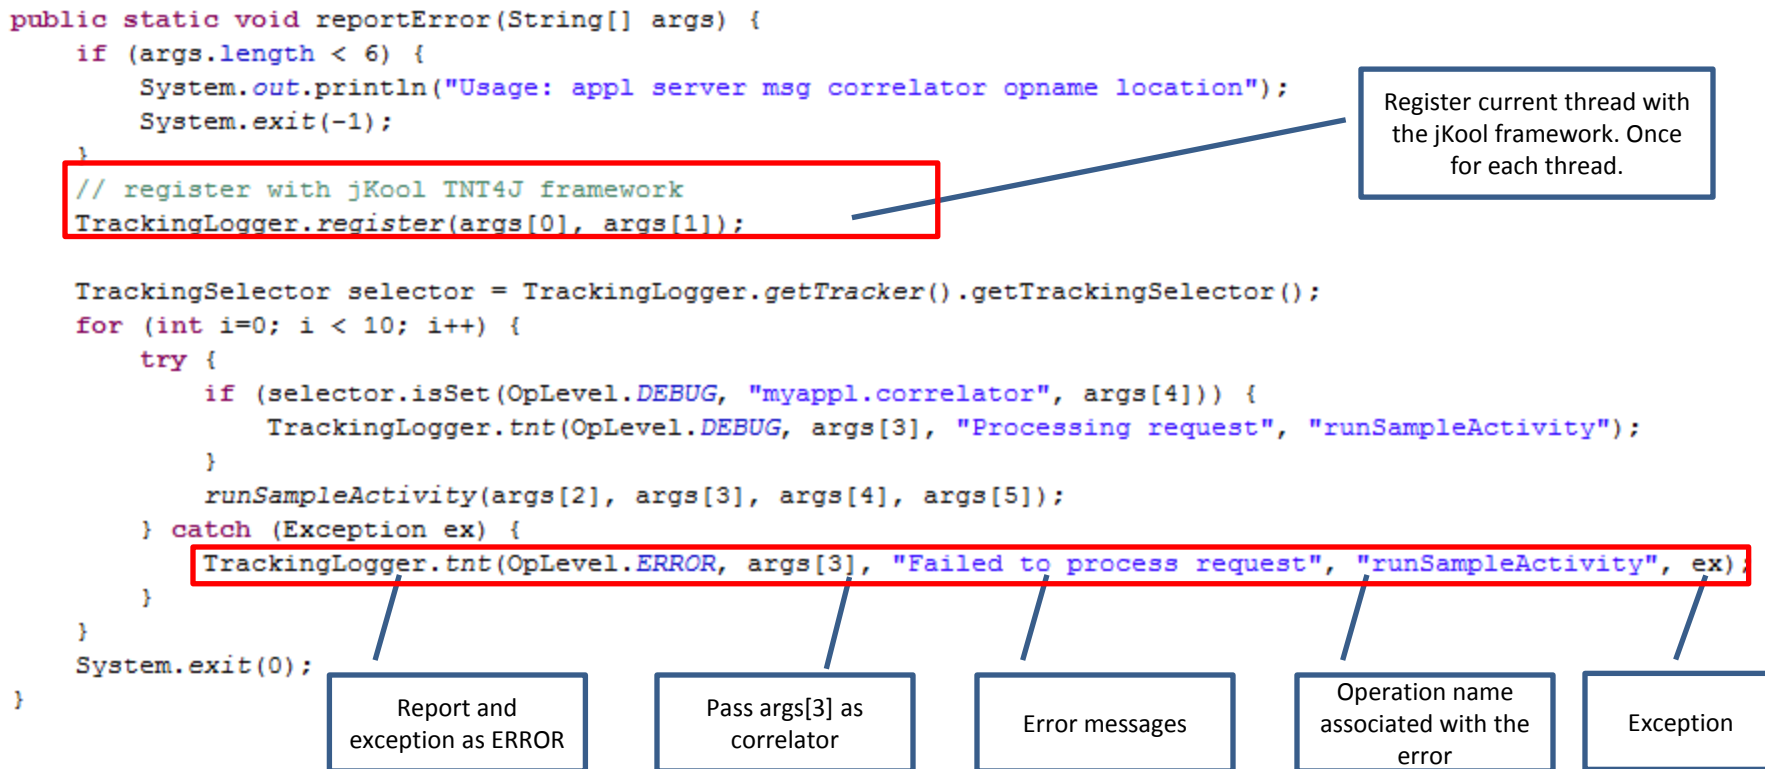 public static void reportError(String[] args) {
if (args.length < 6) {
System.out.println("Usage: appl server msg correlator opname location");
System.exit(-1);
}
// register with jKool TNT4J framework
TrackingLogger.register(args[0], args[1]);
Register current thread with
the jKool framework. Once
for each thread.
TrackingSelector selector = TrackingLogger.getTracker().getTrackingSelector();
for (int i=0; i < 10; i++) {
try {
if (selector.isSet(OpLevel.DEBUG, "myappl.correlator", args[4])) {
TrackingLogger.tnt(OpLevel.DEBUG, args[3], "Processing request", "runSampleActivity");
}
runSampleActivity(args[2], args[3], args[4], args[5]);
} catch (Exception ex) {
TrackingLogger.tnt(OpLevel.ERROR, args[3], "Failed to process request", "runSampleActivity", ex);
}
}
System.exit(0);
}
Report and
exception as ERROR
Pass args[3] as
correlator
Error messages
Operation name
associated with the
error
Exception